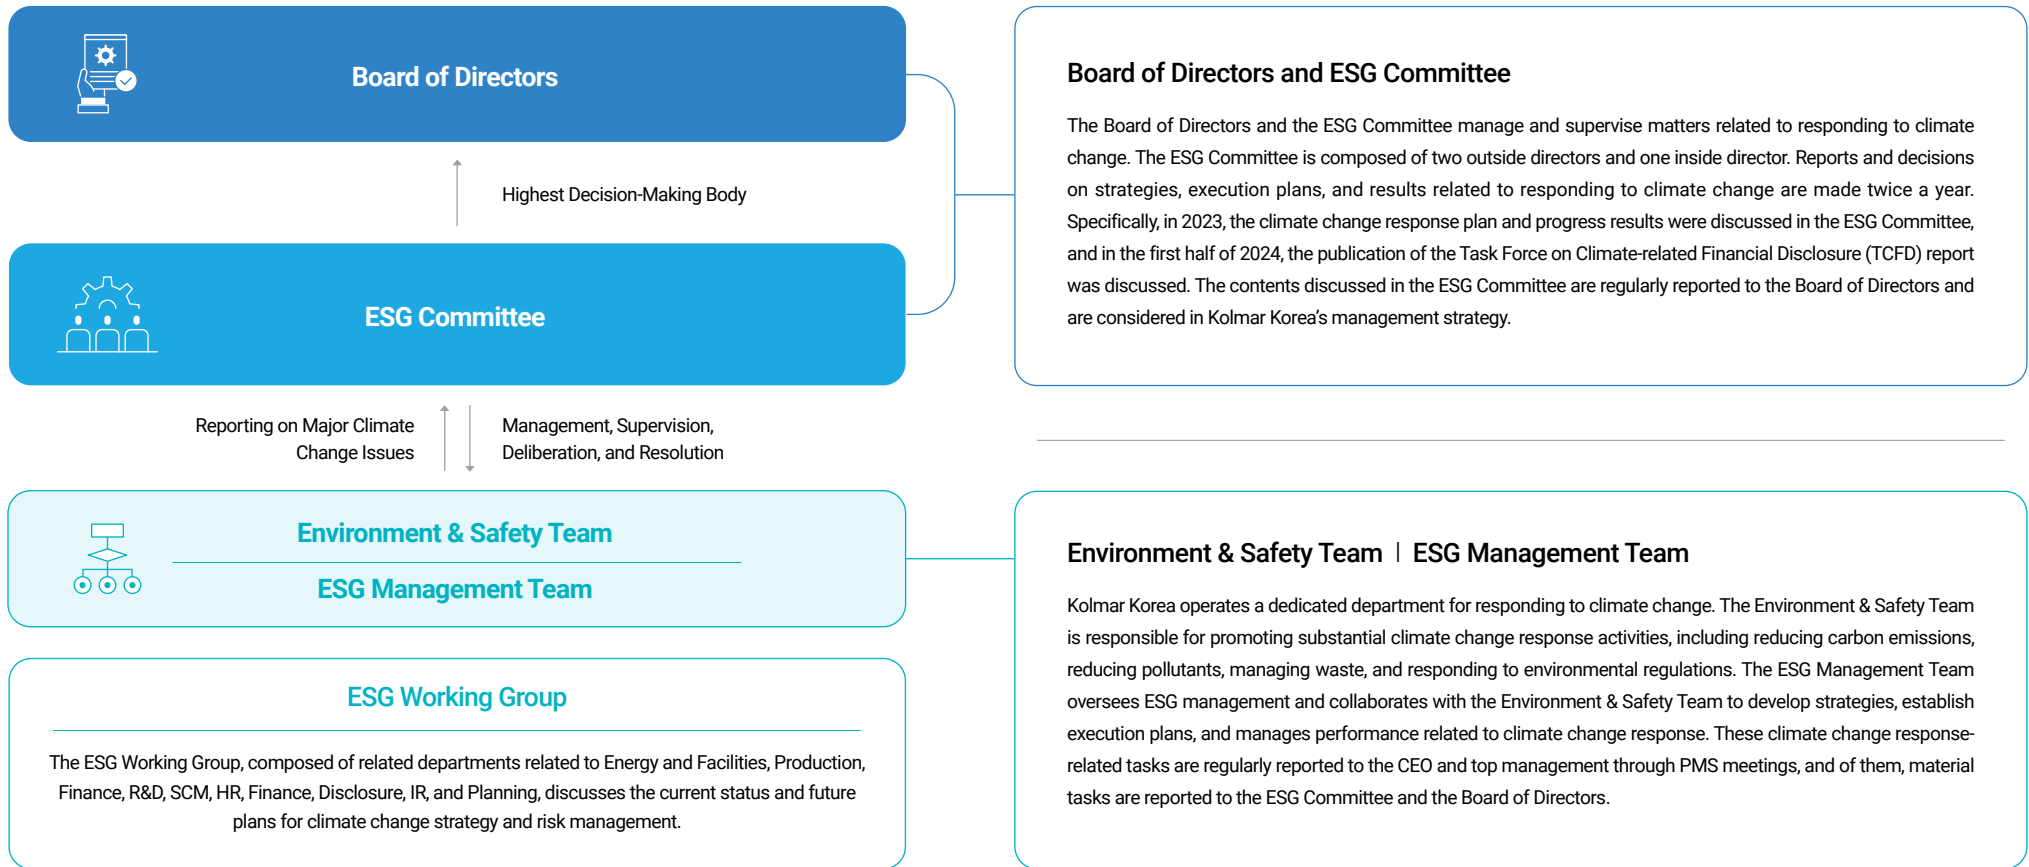 Board of Directors
Highest Decision-Making Body
ESG Committee
Reporting on Major Climate
Change Issues
Management, Supervision,
Deliberation, and Resolution
Environment & Safety Team
ESG Management Team
ESG Working Group
The ESG Working Group, composed of related departments related to Energy and Facilities, Production,
Finance, R&D, SCM, HR, Finance, Disclosure, IR, and Planning, discusses the current status and future
plans for climate change strategy and risk management.
Board of Directors and ESG Committee
The Board of Directors and the ESG Committee manage and supervise matters related to responding to climate
change. The ESG Committee is composed of two outside directors and one inside director. Reports and decisions
on strategies, execution plans, and results related to responding to climate change are made twice a year.
Specifically, in 2023, the climate change response plan and progress results were discussed in the ESG Committee,
and in the first half of 2024, the publication of the Task Force on Climate-related Financial Disclosure (TCFD) report
was discussed. The contents discussed in the ESG Committee are regularly reported to the Board of Directors and
are considered in Kolmar Korea's management strategy.
Environment & Safety Team | ESG Management Team
Kolmar Korea operates a dedicated department for responding to climate change. The Environment & Safety Team
is responsible for promoting substantial climate change response activities, including reducing carbon emissions,
reducing pollutants, managing waste, and responding to environmental regulations. The ESG Management Team
oversees ESG management and collaborates with the Environment & Safety Team to develop strategies, establish
execution plans, and manages performance related to climate change response. These climate change response-
related tasks are regularly reported to the CEO and top management through PMS meetings, and of them, material
tasks are reported to the ESG Committee and the Board of Directors.